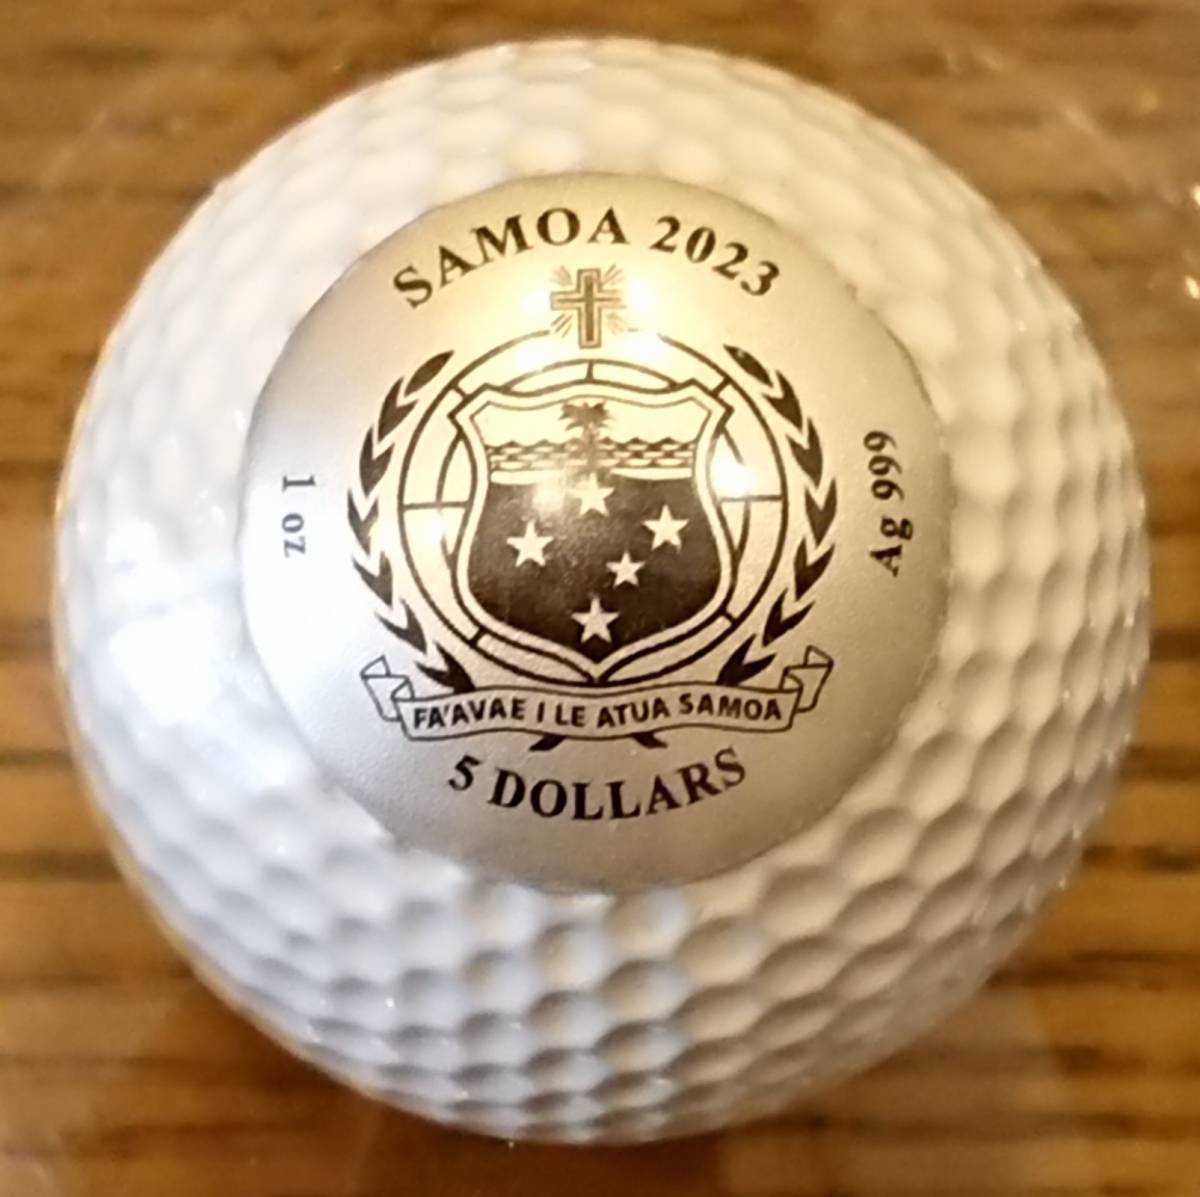 SAMOA 2023
1 oz
Ag 999
FA'AVAE I LE ATUA SAMOA
5 DOLLARS